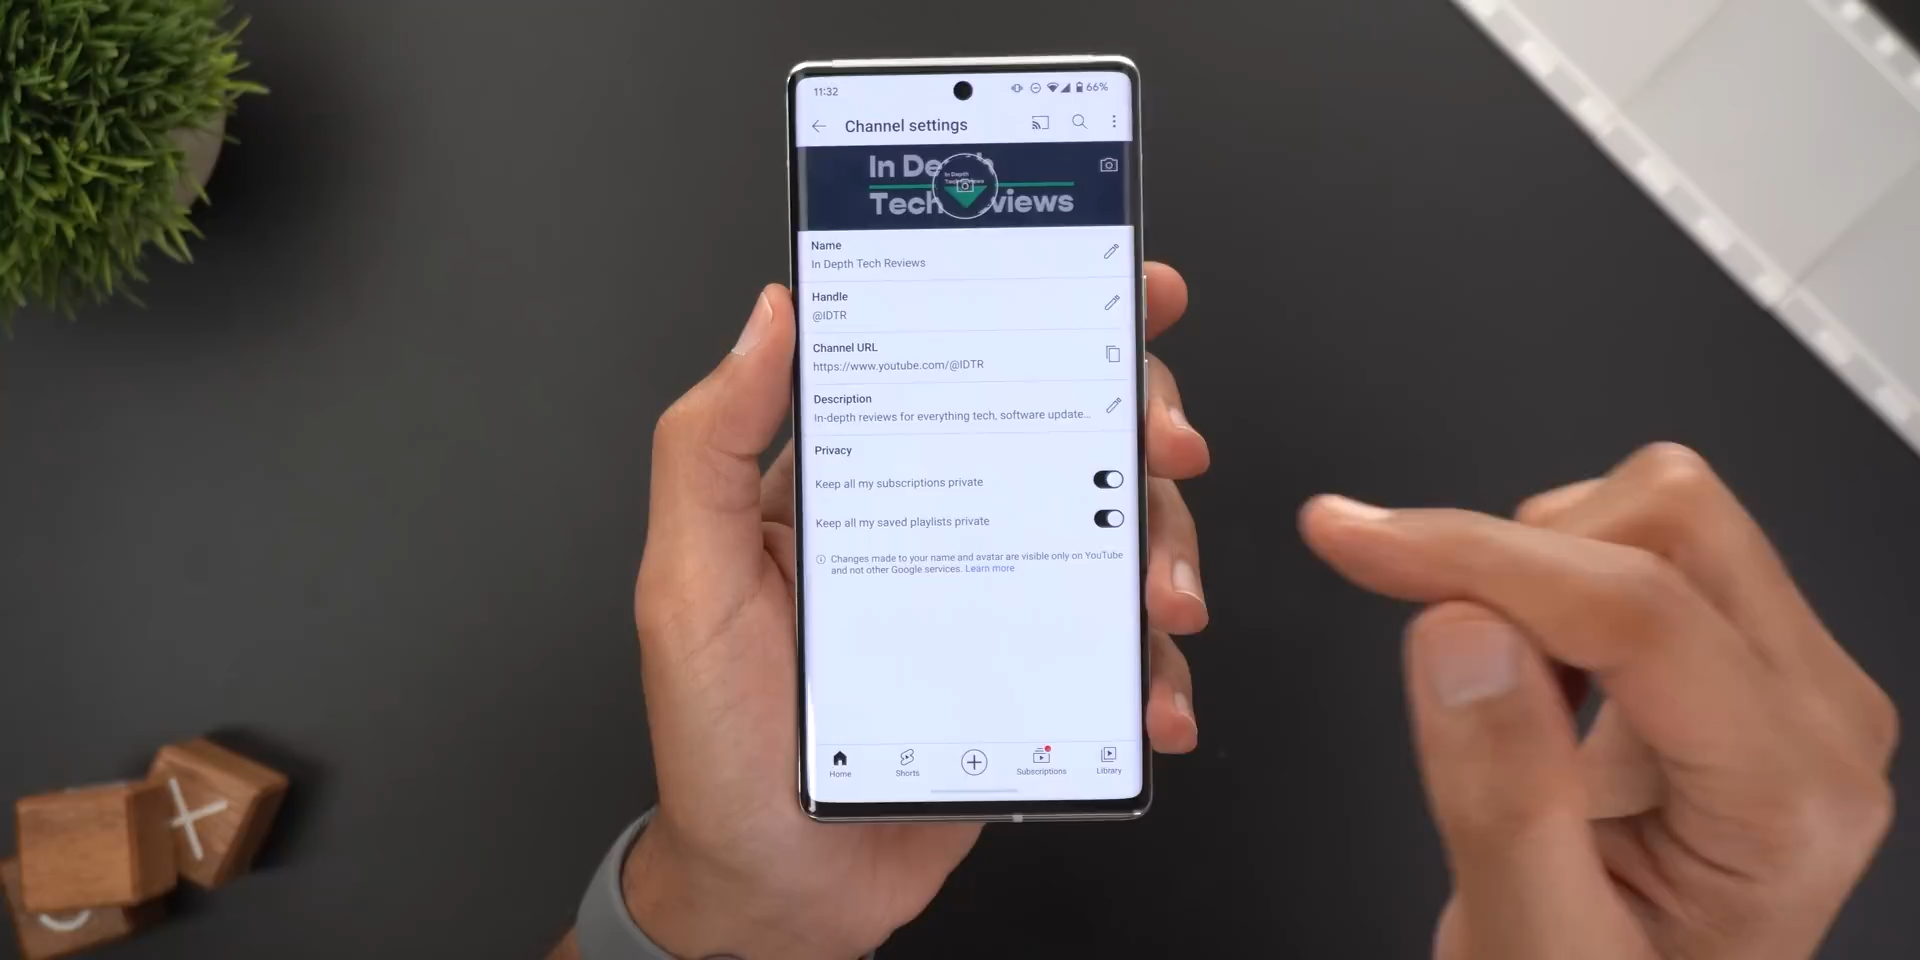 11:32
66%
Channel settings
In De
Tech views
In Depth
Name
In Depth Tech Reviews
Handle
@IDTR
Channel URL
https://www.youtube.com/@IDTR
Description
In-depth reviews for everything tech, software update...
Privacy
Keep all my subscriptions private
Keep all my saved playlists private
Changes made to your name and avatar are visible only on YouTube
and not other Google services. Learn more
Home
Shorts
Subscriptions
Library